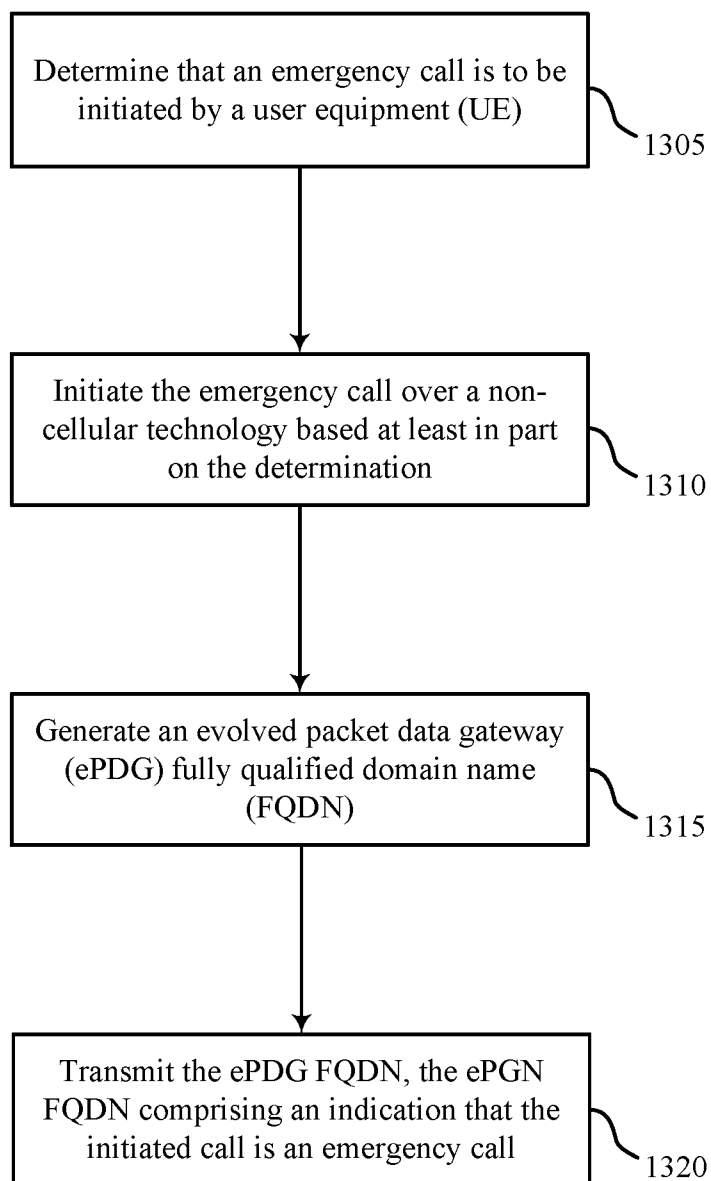 Determine that an emergency call is to be
initiated by a user equipment (UE)
1305
Initiate the emergency call over a non-
cellular technology based at least in part
on the determination
1310
Generate an evolved packet data gateway
(ePDG) fully qualified domain name
(FQDN)
1315
Transmit the ePDG FQDN, the ePGN
FQDN comprising an indication that the
initiated call is an emergency call
1320